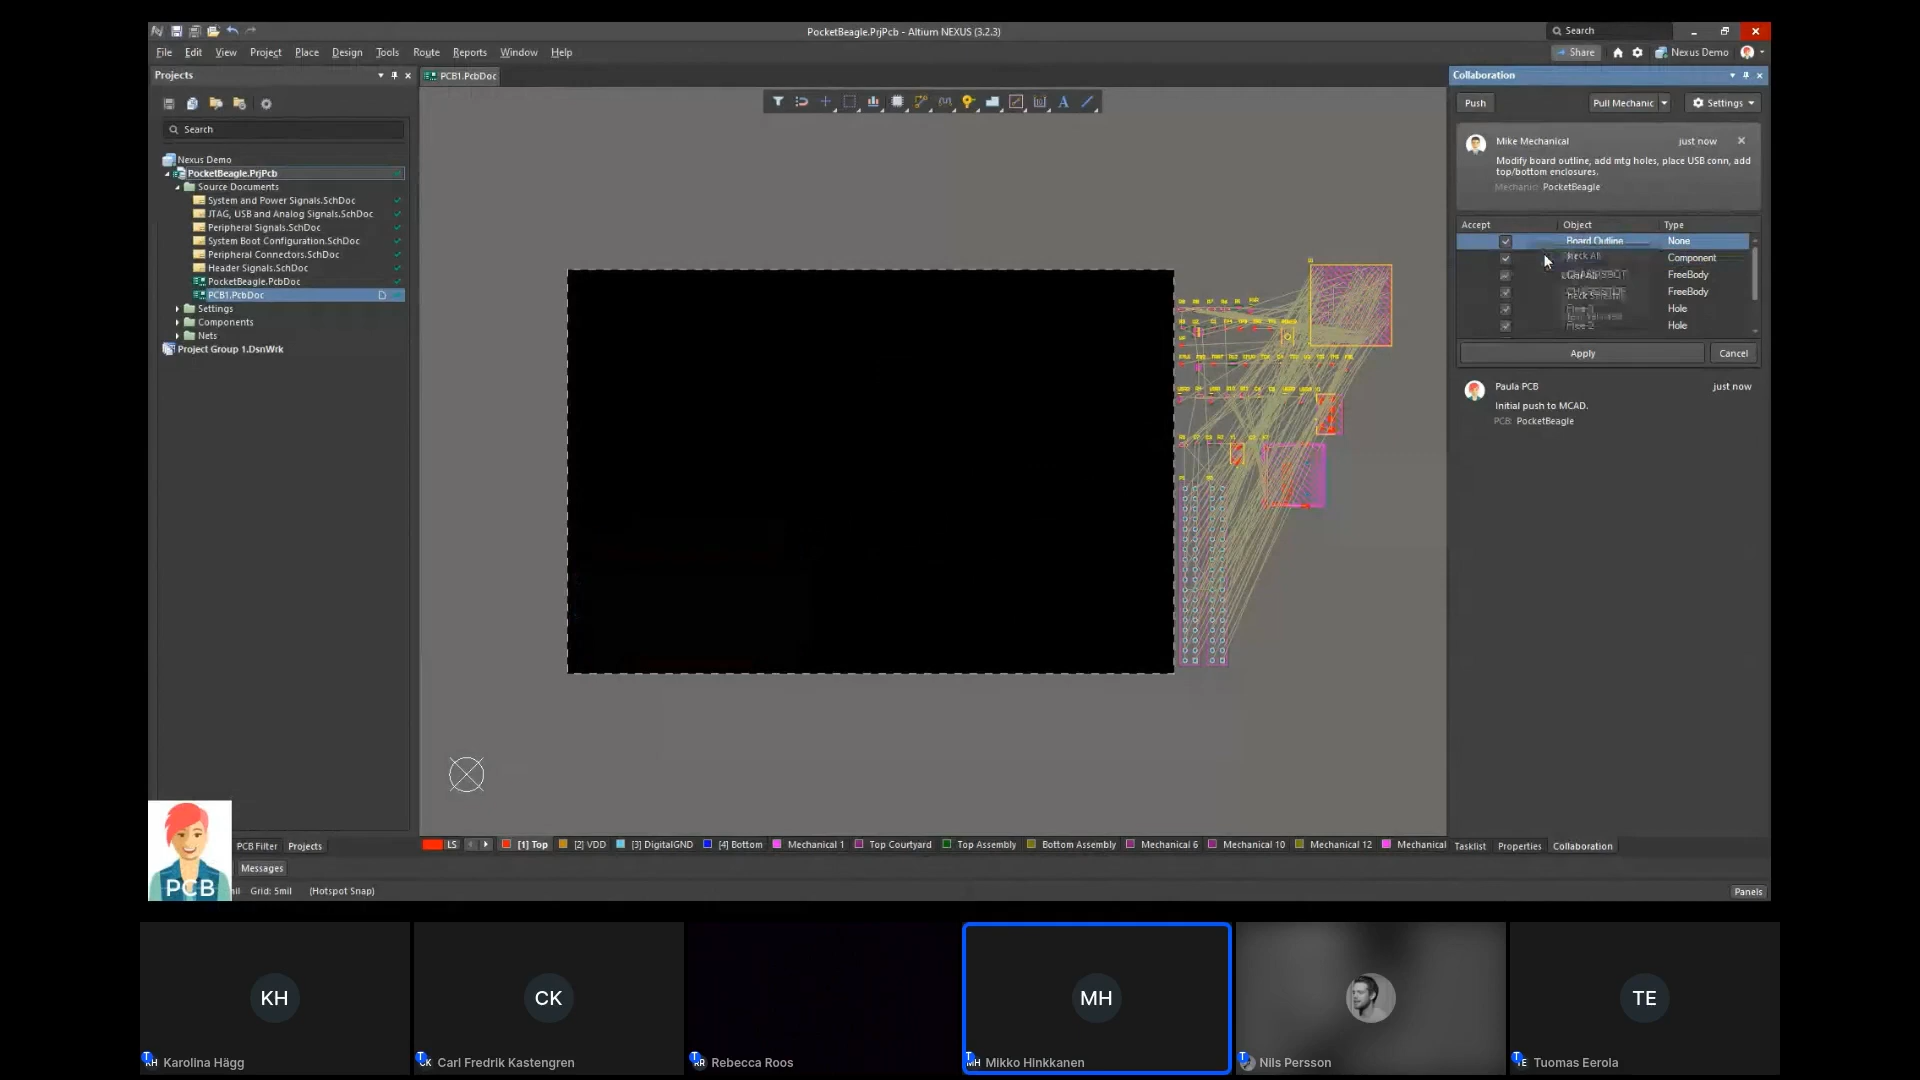 PocketBeagle.PrjPcb - Altium NEXUS (3.2.3)
Search
File Edit View Project Place Design Tools Route Reports Window Help
Share
Nexus Demo
Projects
PCB1.PcbDoc
Collaboration
Push
Pull Mechanic
Settings
Search
Nexus Demo
PocketBeagle.PrjPcb
Source Documents
System and Power Signals.SchDoc
JTAG, USB and Analog Signals.SchDoc
Peripheral Signals.SchDoc
System Boot Configuration.SchDoc
Peripheral Connectors.SchDoc
Header Signals.SchDoc
PocketBeagle.PcbDoc
PCB1.PcbDoc
Settings
Components
Nets
Project Group 1.DsnWrk
Mike Mechanical just now
Modify board outline, add mtg holes, place USB conn, add
top/bottom enclosures.
Mechanic: PocketBeagle
Accept Object Type
Board Outline None
Component
FreeBody
FreeBody
Hole
Free-2 Hole
Apply Cancel
Paula PCB just now
Initial push to MCAD.
PCB: PocketBeagle
PCB Filter Projects
LS [1] Top [2] VDD [3] DigitalGND [4] Bottom Mechanical 1 Top Courtyard Top Assembly Bottom Assembly Mechanical 6 Mechanical 10 Mechanical 12 Mechanical
Tasklist Properties Collaboration
Messages
PCB
Grid: 5mil (Hotspot Snap)
Panels
KH
CK
MH
TE
Karolina Hägg
Carl Fredrik Kastengren
Rebecca Roos
Mikko Hinkkanen
Nils Persson
Tuomas Eerola